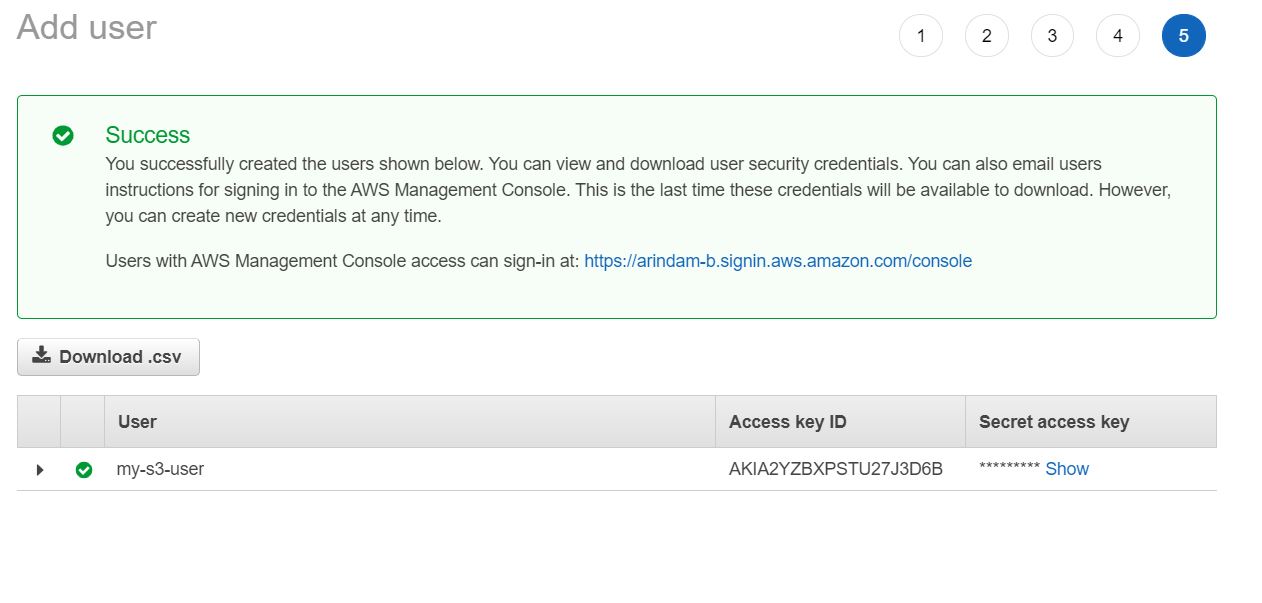 Add user
1 2 3 4 5
Success
You successfully created the users shown below. You can view and download user security credentials. You can also email users
instructions for signing in to the AWS Management Console. This is the last time these credentials will be available to download. However,
you can create new credentials at any time.
Users with AWS Management Console access can sign-in at: https://arindam-b.signin.aws.amazon.com/console
Download .csv
User Access key ID Secret access key
my-s3-user AKIA2YZBXPSTU27J3D6B ********* Show